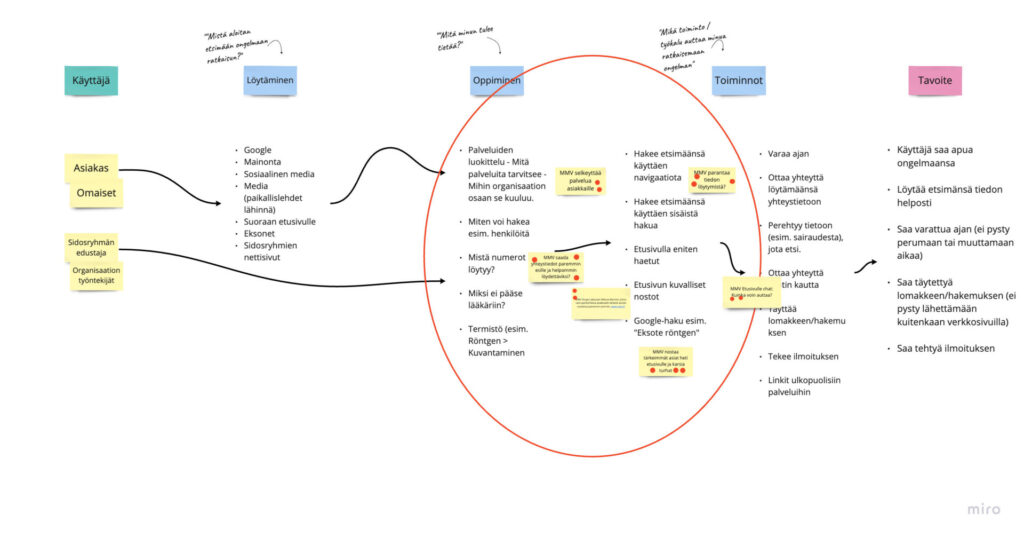 "Mistä aloitan
etsimään ongelmaan
ratkaisun?"
"Mitä minun tulee
tietää?"
"Mikä toiminto /
työkalu auttaa minua
ratkaisemaan
ongelman"
Käyttäjä
Löytäminen
Oppiminen
Toiminnot
Tavoite
Asiakas
Omaiset
Sidosryhmän
edustaja
Organisaation
työntekijät
• Google
• Mainonta
• Sosiaalinen media
• Media
(paikallislehdet
lähinnä)
• Suoraan etusivulle
• Eksonet
• Sidosryhmien
nettisivut
• Palveluiden
luokittelu - Mitä
palveluita tarvitsee -
Mihin organisaation
osaan se kuuluu.
• Miten voi hakea
esim. henkilöitä
• Mistä numerot
löytyy?
• Miksi ei pääse
lääkäriin?
• Termistö (esim.
Röntgen >
Kuvantaminen
MMV selkeyttää
palvelua
asiakkaille
MMV saada
yhteystiedot paremmin
esille ja helpommin
löydettäviksi?
• Hakee etsimäänsä
käyttäen
navigaatiota
• Hakee etsimäänsä
käyttäen sisäistä
hakua
• Etusivulla eniten
haetut
• Etusivun kuvalliset
nostot
• Google-haku esim.
"Eksote röntgen"
MMV parantaa
tiedon
löytymistä?
MMV nostaa
tärkeimmät asiat heti
etusivulle ja karsia
turhat
• Varaa ajan
• Ottaa yhteyttä
löytämäänsä
yhteystietoon
• Perehtyy tietoon
(esim. sairaudesta),
jota etsi.
• Ottaa yhteyttä
tin kautta
MMV Etusivulle chat:
voin auttaa?
Täyttää
lomakkeen/hakemu
ksen
• Tekee ilmoituksen
• Linkit ulkopuolisiin
palveluihin
• Käyttäjä saa apua
ongelmaansa
• Löytää etsimänsä tiedon
helposti
• Saa varattua ajan (ei pysty
perumaan tai muuttamaan
aikaa)
• Saa täytettyä
lomakkeen/hakemuksen (ei
pysty lähettämään
kuitenkaan verkkosivuilla)
• Saa tehtyä ilmoituksen
miro